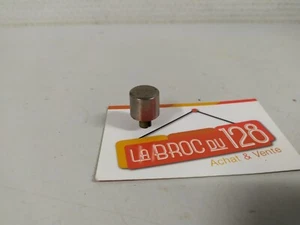 LA BROC DU 128
Achat & Vente